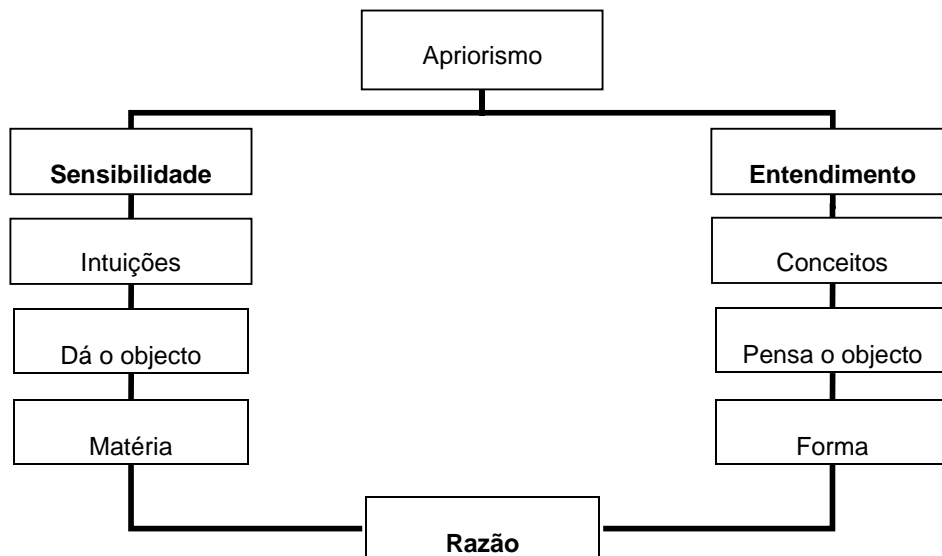 Apriorismo
Sensibilidade
Entendimento
Intuições
Conceitos
Dá o objecto
Pensa o objecto
Matéria
Forma
Razão